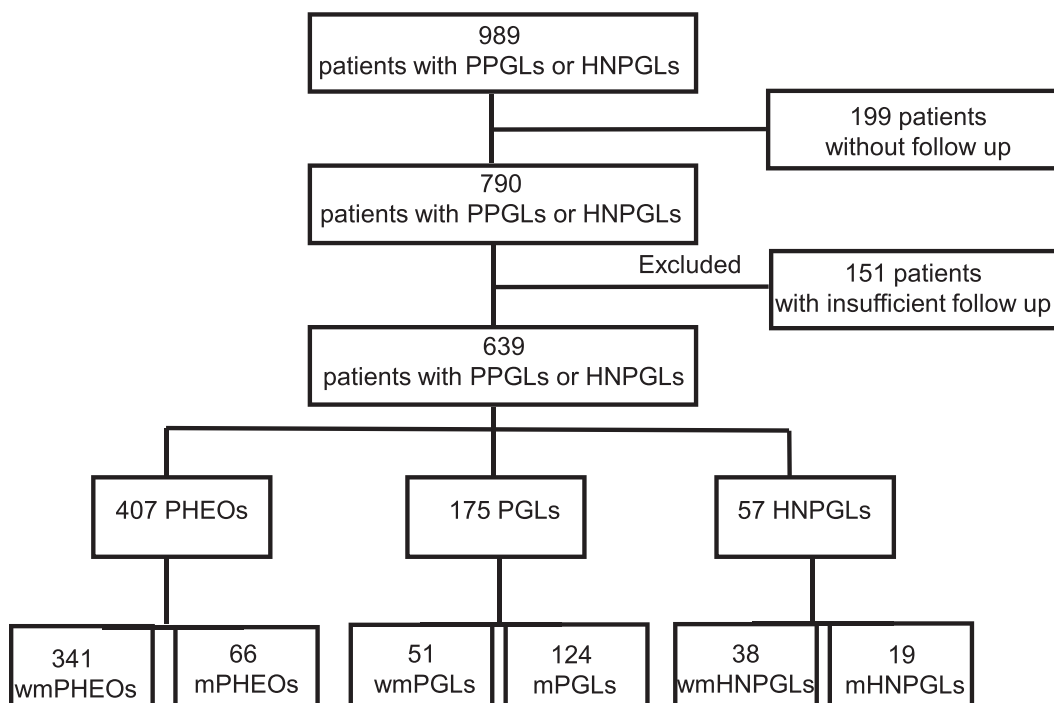 989
patients with PPGLs or HNPGLs
199 patients
without follow up
790
patients with PPGLs or HNPGLs
Excluded
151 patients
with insufficient follow up
639
patients with PPGLs or HNPGLs
407 PHEOs
175 PGLs
57 HNPGLs
341
wmPHEOs
66
mPHEOs
51
wmPGLs
124
mPGLs
38
wmHNPGLs
19
mHNPGLs